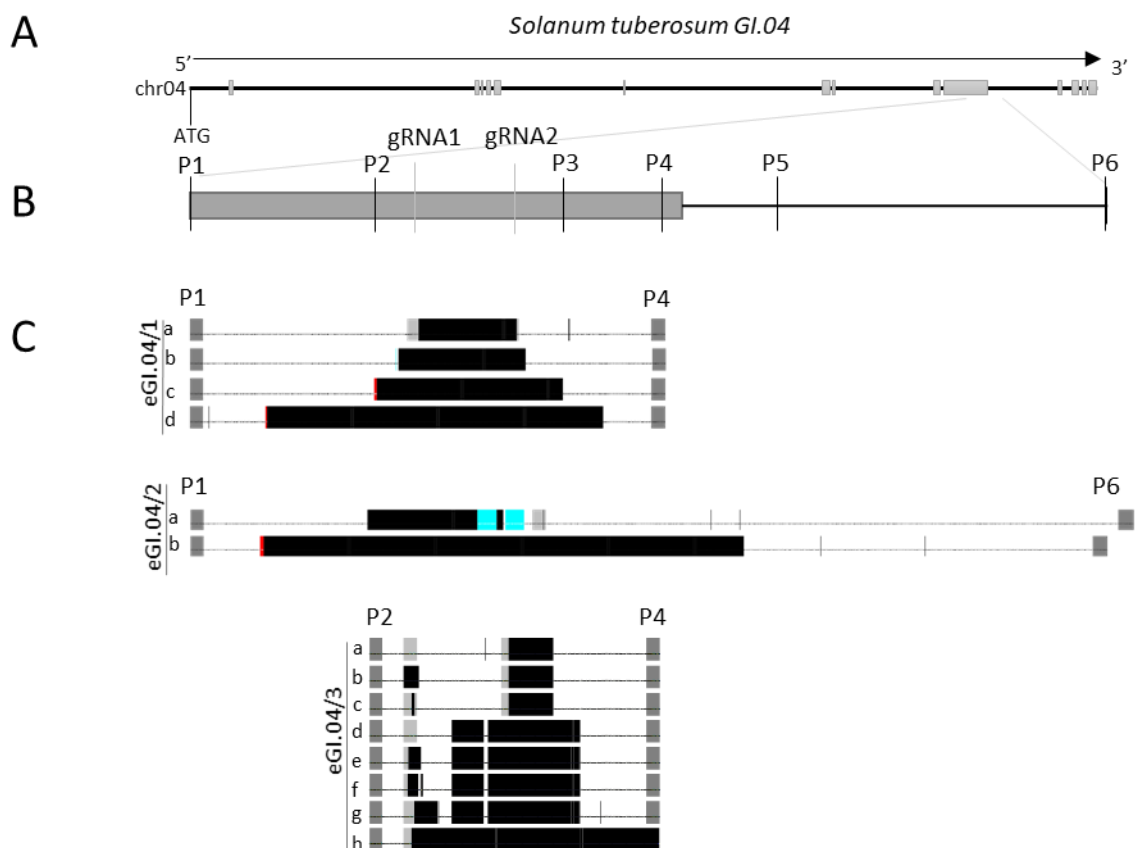 A
Solanum tuberosum GI.04
5’
3’
chr04
ATG
gRNA1 gRNA2
P1 P2 P3 P4 P5 P6
B
C
P1 P4
eGI.04/1
a
b
c
d
P1 P6
eGI.04/2
a
b
P2 P4
eGI.04/3
a
b
c
d
e
f
g
h